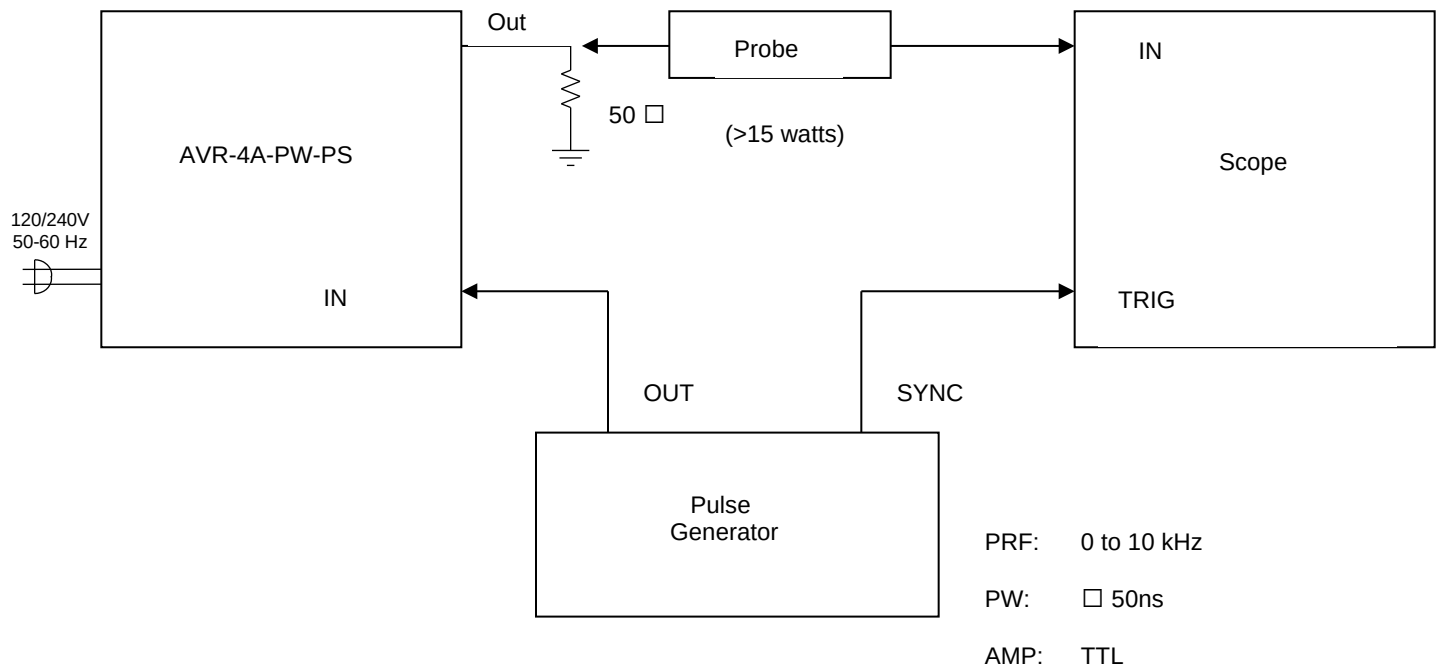 Out
Probe
IN
50 □
(>15 watts)
AVR-4A-PW-PS
Scope
120/240V
50-60 Hz
IN
TRIG
OUT
SYNC
Pulse
Generator
PRF: 0 to 10 kHz
PW: □ 50ns
AMP: TTL